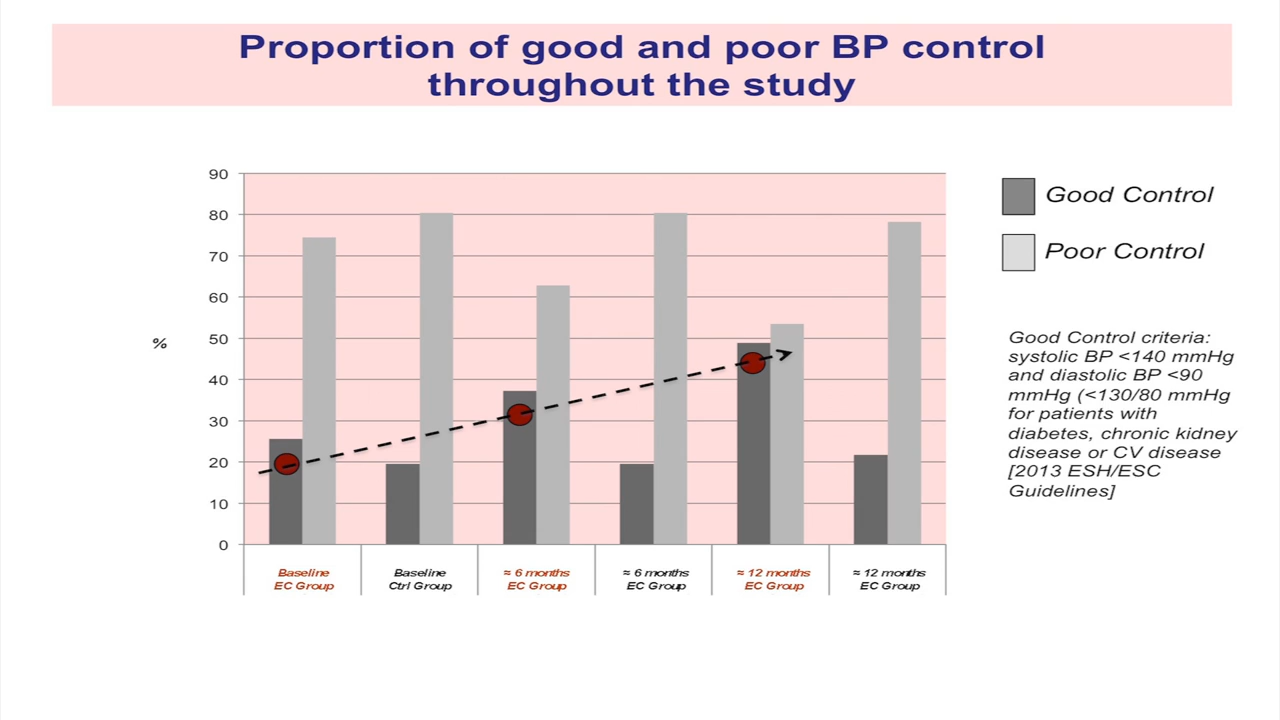 Proportion of good and poor BP control
throughout the study
90
80
70
60
50
40
30
20
10
0
%
Baseline
EC Group
Baseline
Ctrl Group
≈ 6 months
EC Group
≈ 6 months
EC Group
≈ 12 months
EC Group
≈ 12 months
EC Group
Good Control
Poor Control
Good Control criteria:
systolic BP <140 mmHg
and diastolic BP <90
mmHg (<130/80 mmHg
for patients with
diabetes, chronic kidney
disease or CV disease
[2013 ESH/ESC
Guidelines]